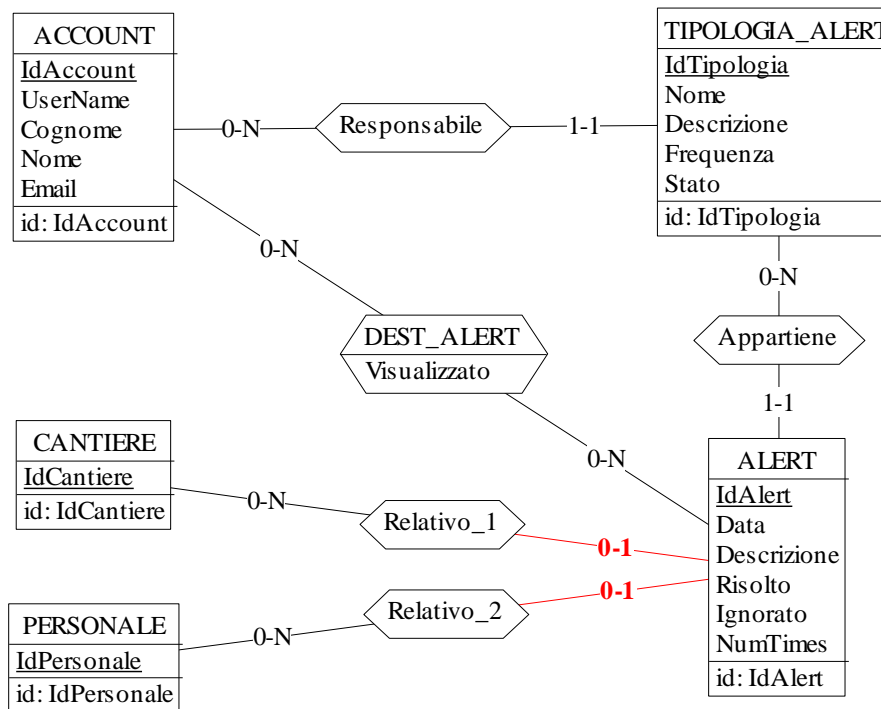 ACCOUNT
IdAccount
UserName
Cognome
Nome
Email
id: IdAccount
0-N
Responsabile
1-1
TIPOLOGIA_ALERT
IdTipologia
Nome
Descrizione
Frequenza
Stato
id: IdTipologia
0-N
DEST_ALERT
Visualizzato
0-N
0-N
Appartiene
1-1
CANTIERE
IdCantiere
id: IdCantiere
0-N
Relativo_1
0-1
PERSONALE
IdPersonale
id: IdPersonale
0-N
Relativo_2
0-1
ALERT
IdAlert
Data
Descrizione
Risolto
Ignorato
NumTimes
id: IdAlert